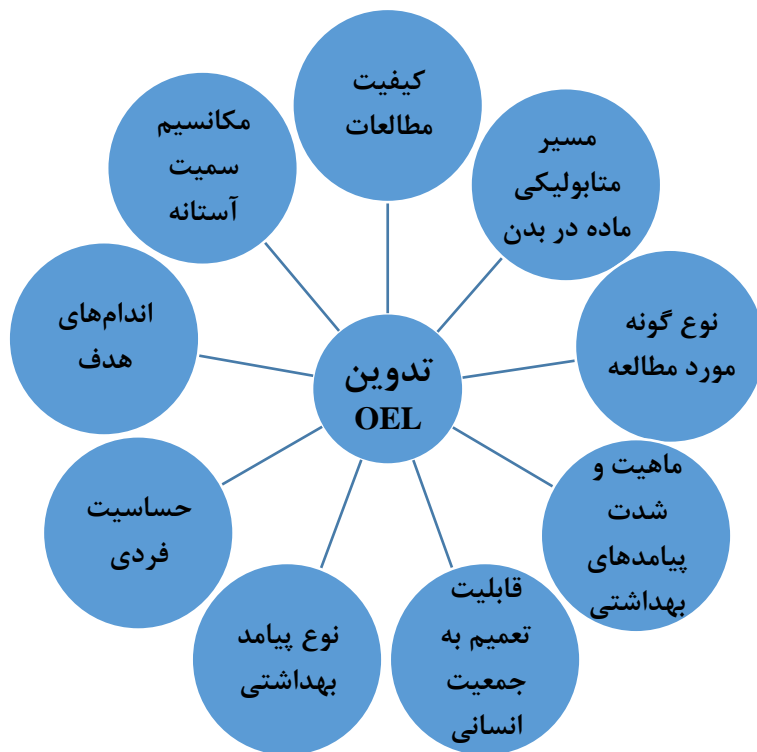 کیفیت
مطالعات
مسیر
متابولیکی
ماده در بدن
نوع گونه
مورد مطالعه
ماهیت و
شدت
پیامدهای
بهداشتی
قابلیت
تعمیم به
جمعیت
انسانی
نوع پیامد
بهداشتی
حساسیت
فردی
اندام‌های
هدف
مکانسیم
سمیت
آستانه
تدوین
OEL